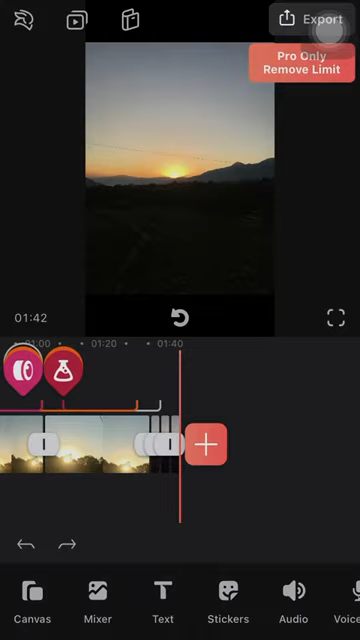 Export
Pro Only
Remove Limit
01:42
01:00
01:20
01:40
Canvas
Mixer
Text
Stickers
Audio
Voice